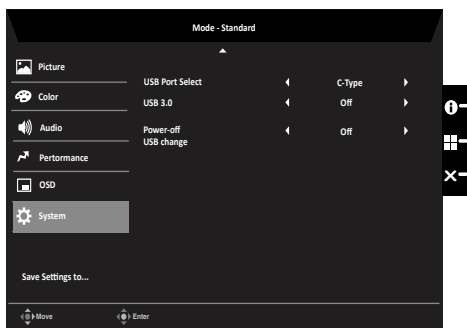 Mode - Standard
Picture
Color
Audio
Pertormance
OSD
System
Save Settings to...
USB Port Select C-Type
USB 3.0 Off
Power-off Off
USB change
Move Enter